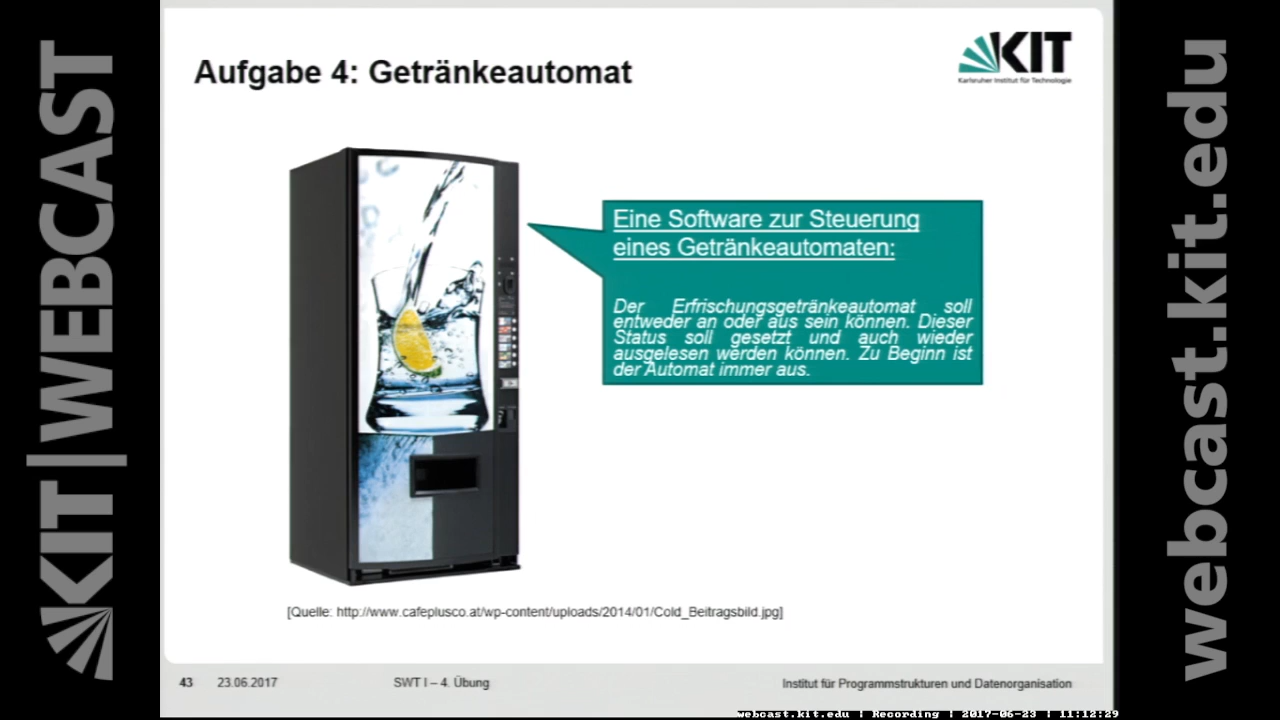 Aufgabe 4: Getränkeautomat
KIT
Karlsruher Institut für Technologie
Eine Software zur Steuerung
eines Getränkeautomaten:
Der Erfrischungsgetränkeautomat soll
entweder an oder aus sein können. Dieser
Status soll gesetzt und auch wieder
ausgelesen werden können. Zu Beginn ist
der Automat immer aus.
[Quelle: http://www.cafeplusco.at/wp-content/uploads/2014/01/Cold_Beitragsbild.jpg]
43 23.06.2017 SWT I – 4. Übung Institut für Programmstrukturen und Datenorganisation
KIT | WEBCAST
webcast.kit.edu
webcast.kit.edu | Recording | 2017-06-23 | 11:12:29